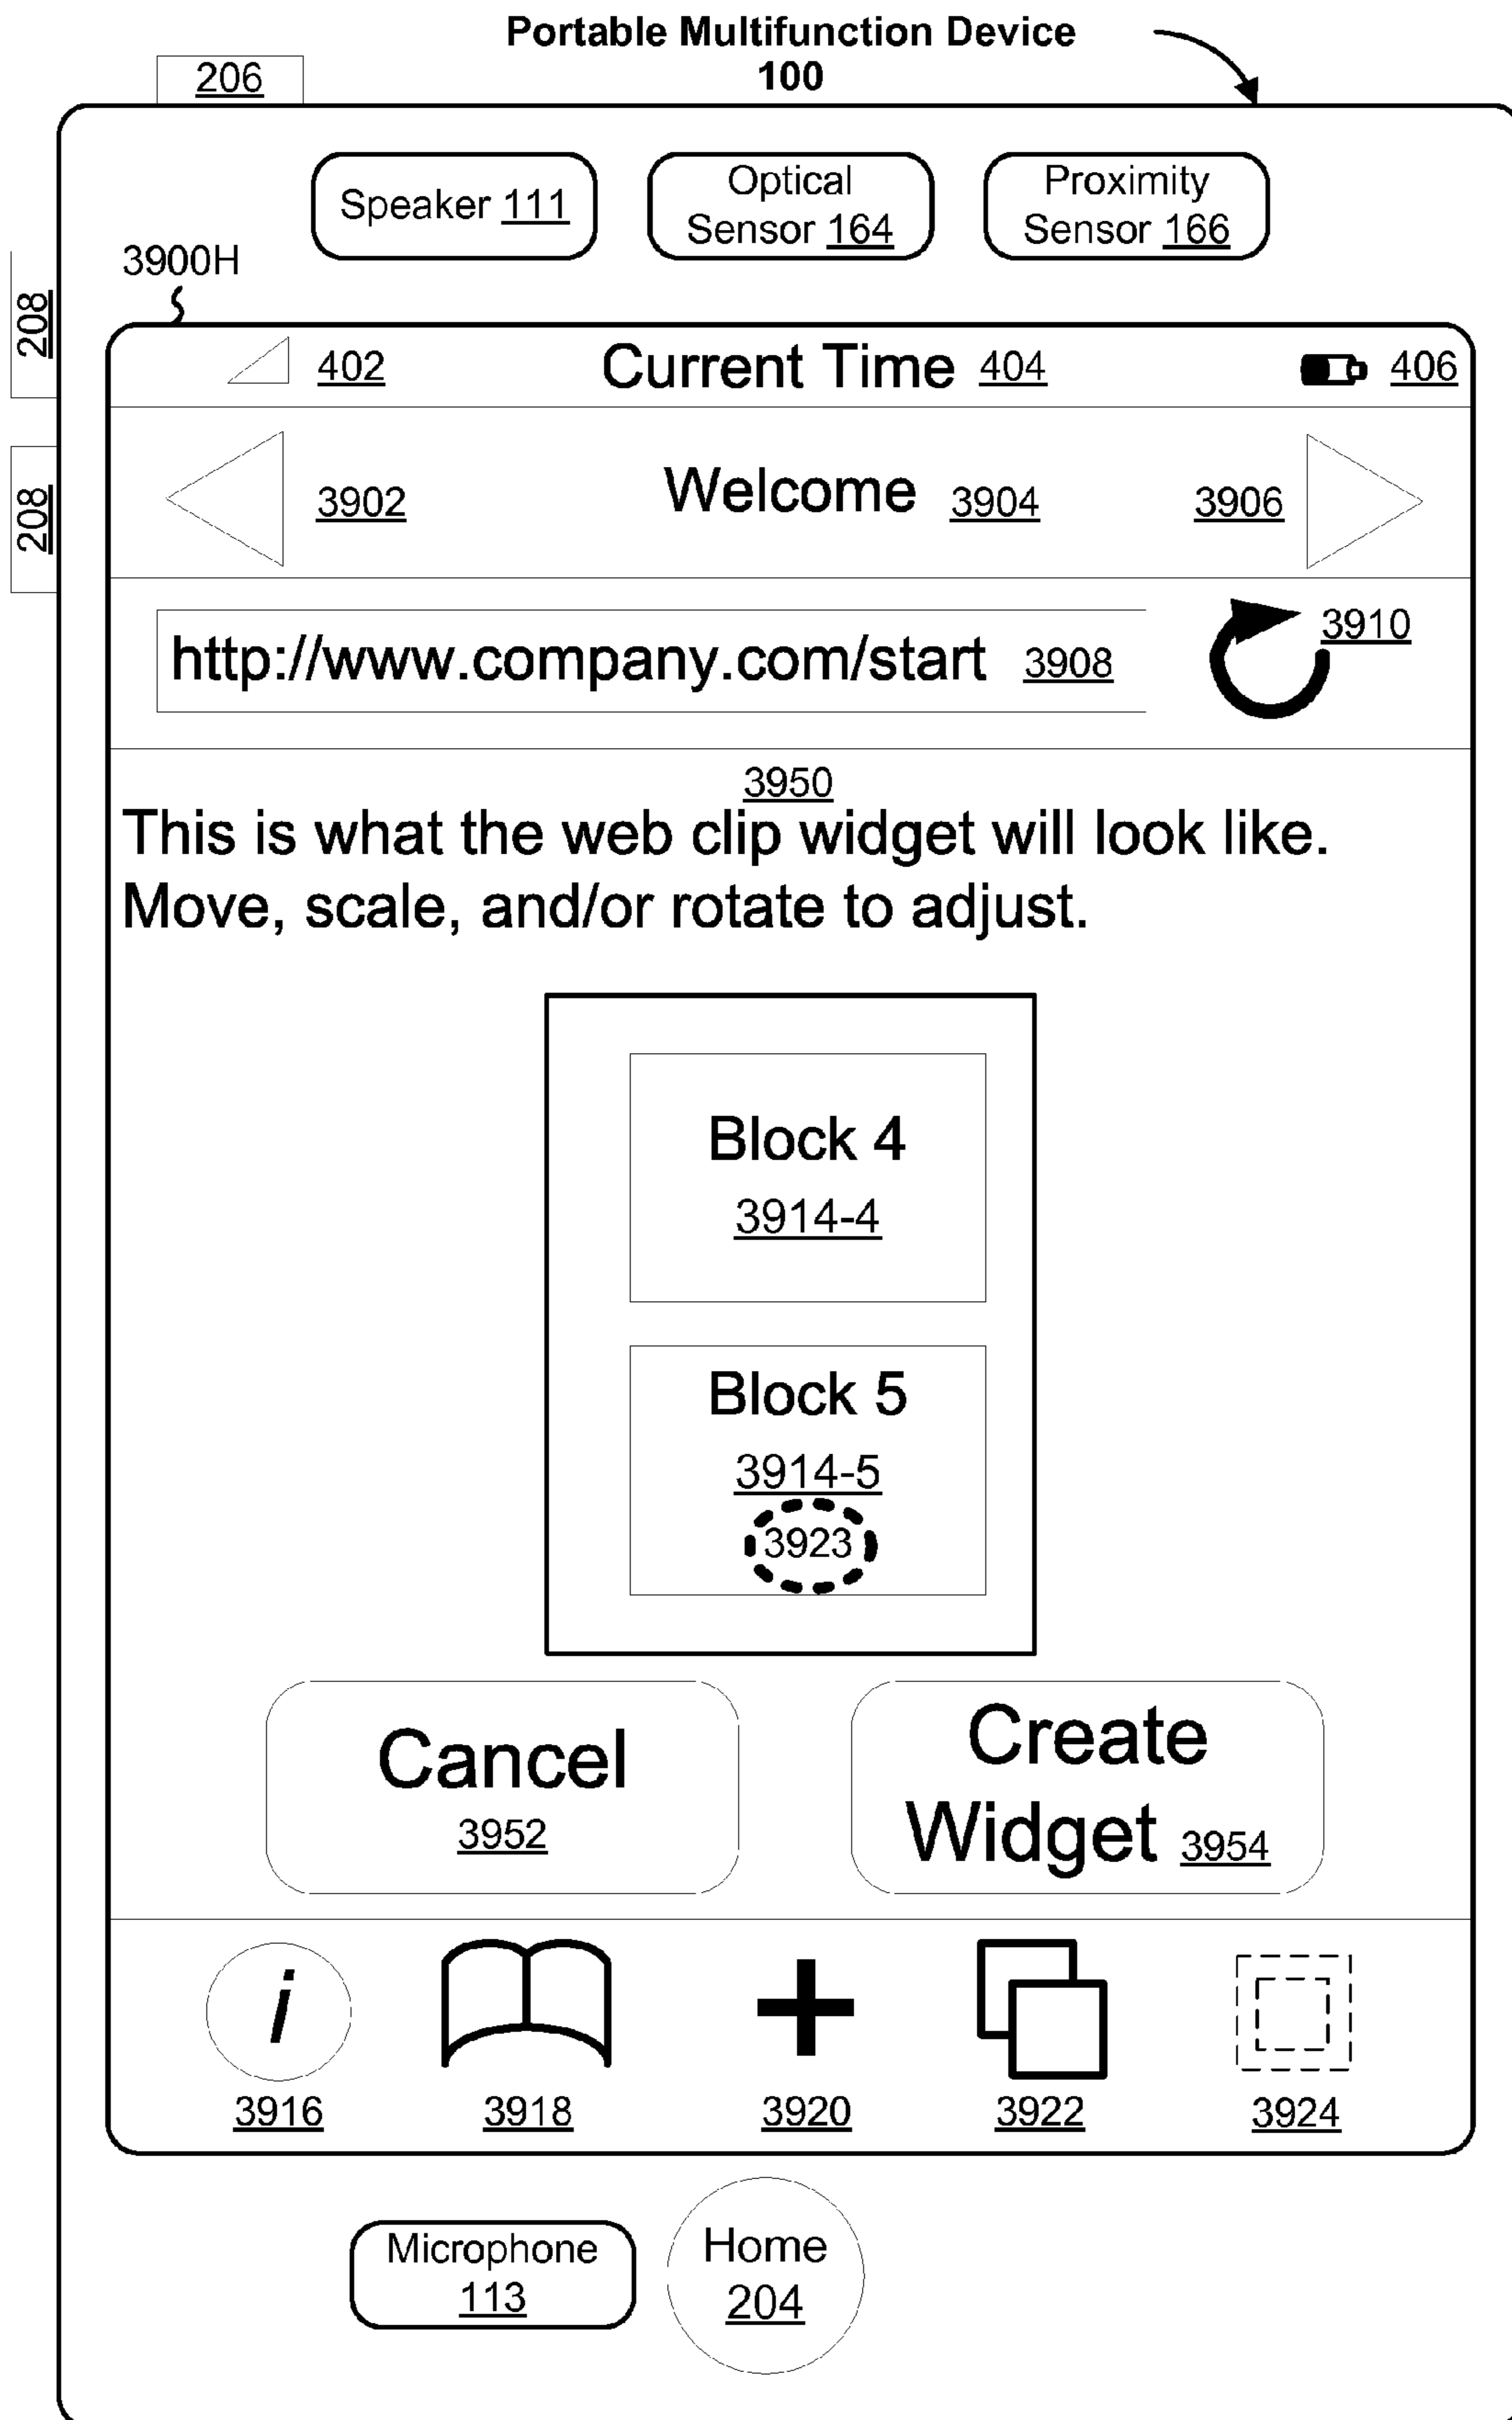 Portable Multifunction Device
100
206
Speaker 111
Optical
Sensor 164
Proximity
Sensor 166
3900H
208
402
Current Time 404
406
208
3902
Welcome 3904
3906
http://www.company.com/start 3908
3910
3950
This is what the web clip widget will look like.
Move, scale, and/or rotate to adjust.
Block 4
3914-4
Block 5
3914-5
3923
Cancel
3952
Create
Widget 3954
i
3916
3918
3920
3922
3924
Microphone
113
Home
204